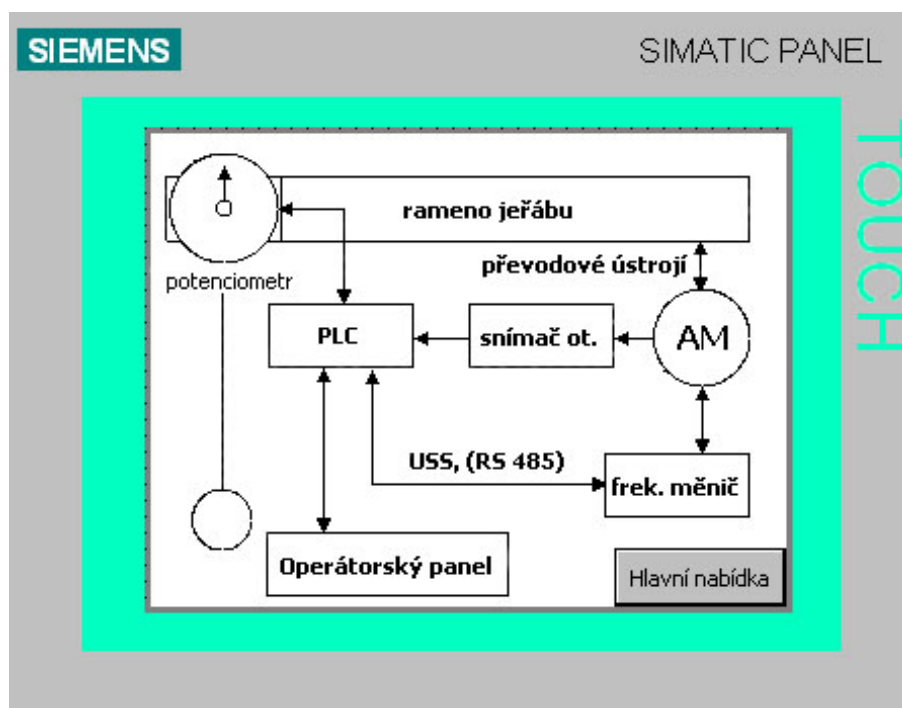 SIEMENS
SIMATIC PANEL
TOUCH
rameno jeřábu
převodové ústrojí
potenciometr
PLC
snímač ot.
AM
USS, (RS 485)
frek. měnič
Operátorský panel
Hlavní nabídka